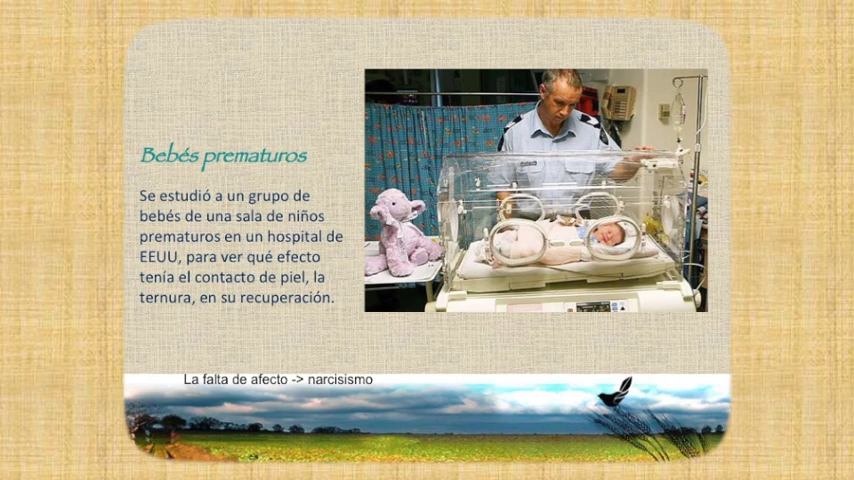 Bebés prematuros
Se estudió a un grupo de
bebés de una sala de niños
prematuros en un hospital de
EEUU, para ver qué efecto
tenía el contacto de piel, la
ternura, en su recuperación.
La falta de afecto -> narcisismo